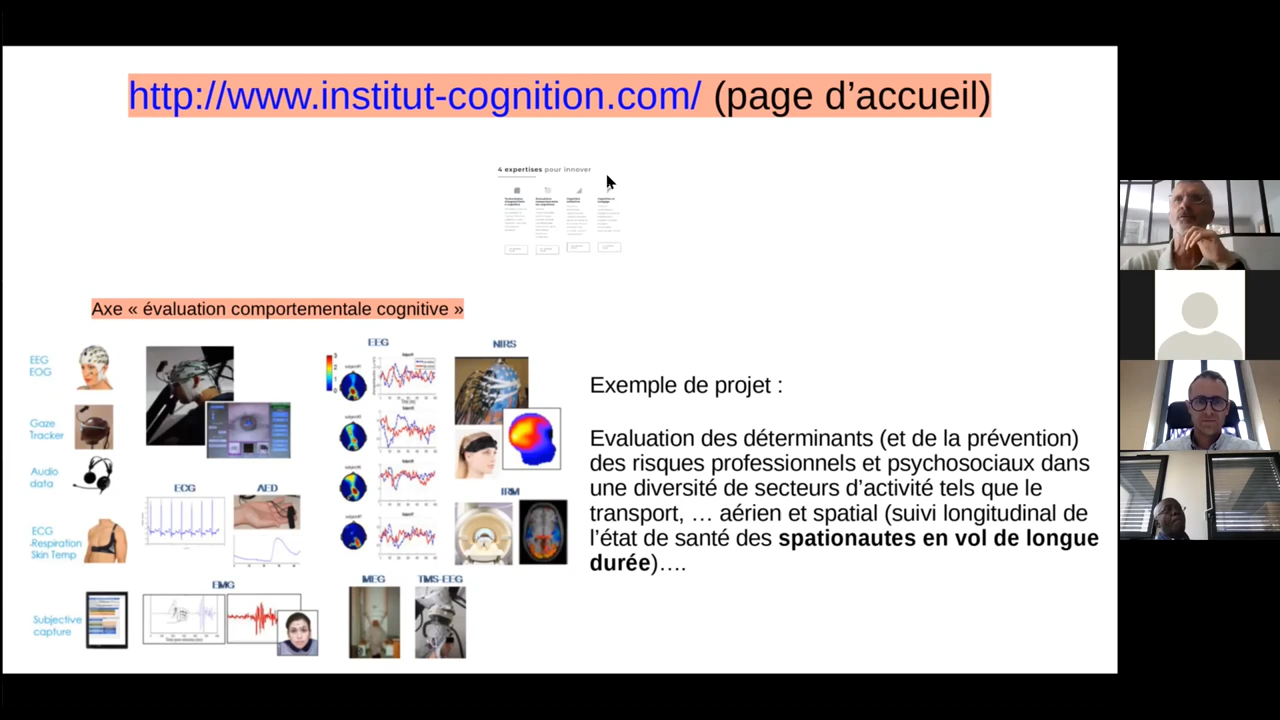 http://www.institut-cognition.com/ (page d’accueil)
4 expertises pour innover
Axe « évaluation comportementale cognitive »
EEG
EOG
Gaze
Tracker
Audio
data
ECG
Respiration
Skin Temp
Subjective
capture
EEG
NIRS
ECG
AED
IRM
EMG
MEG
TMS-EEG
Exemple de projet :
Evaluation des déterminants (et de la prévention)
des risques professionnels et psychosociaux dans
une diversité de secteurs d’activité tels que le
transport, … aérien et spatial (suivi longitudinal de
l’état de santé des spationautes en vol de longue
durée)….